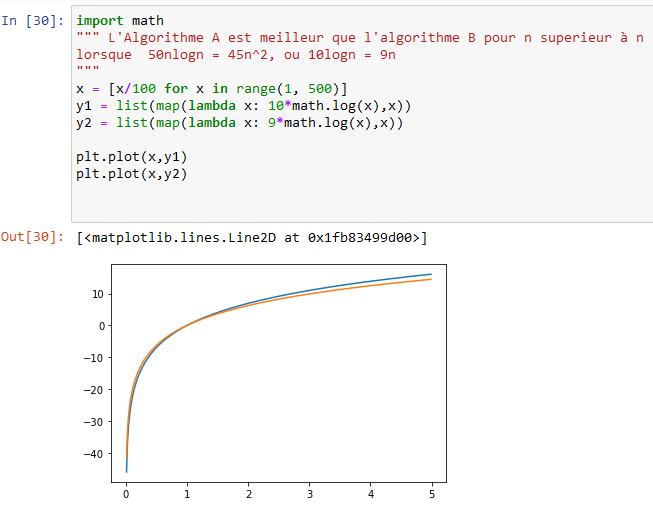 In [30]: import math
""" L'Algorithme A est meilleur que l'algorithme B pour n superieur à n
lorsque  50nlogn = 45n^2, ou 10logn = 9n
"""
x = [x/100 for x in range(1, 500)]
y1 = list(map(lambda x: 10*math.log(x),x))
y2 = list(map(lambda x: 9*math.log(x),x))
plt.plot(x,y1)
plt.plot(x,y2)
Out[30]: [<matplotlib.lines.Line2D at 0x1fb83499d00>]
10
0
−10
−20
−30
−40
0 1 2 3 4 5